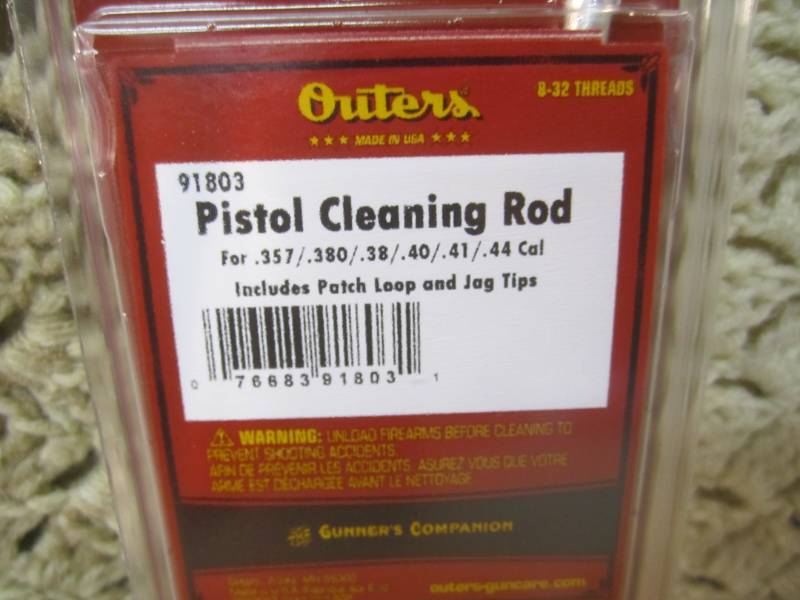 Outers
8-32 THREADS
★ ★ ★ MADE IN USA ★ ★ ★
91803
Pistol Cleaning Rod
For .357/.380/.38/.40/.41/.44 Cal
Includes Patch Loop and Jag Tips
0 76683 91803 1
⚠ WARNING: UNLOAD FIREARMS BEFORE CLEANING TO
PREVENT SHOOTING ACCIDENTS.
AFIN DE PRÉVENIR LES ACCIDENTS, ASUREZ VOUS QUE VOTRE
ARME EST DÉCHARGÉE AVANT LE NETTOYAGE
GUNNER'S COMPANION
outers-guncare.com